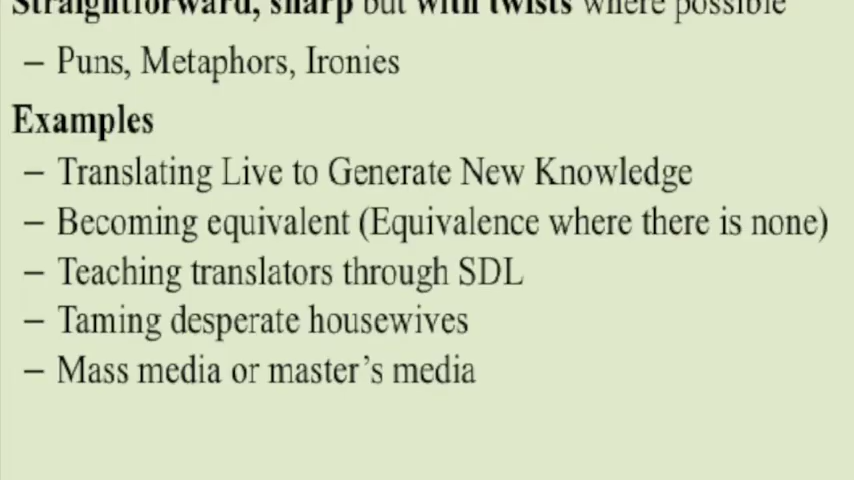 Straightforward, sharp but with twists where possible
– Puns, Metaphors, Ironies
Examples
– Translating Live to Generate New Knowledge
– Becoming equivalent (Equivalence where there is none)
– Teaching translators through SDL
– Taming desperate housewives
– Mass media or master’s media